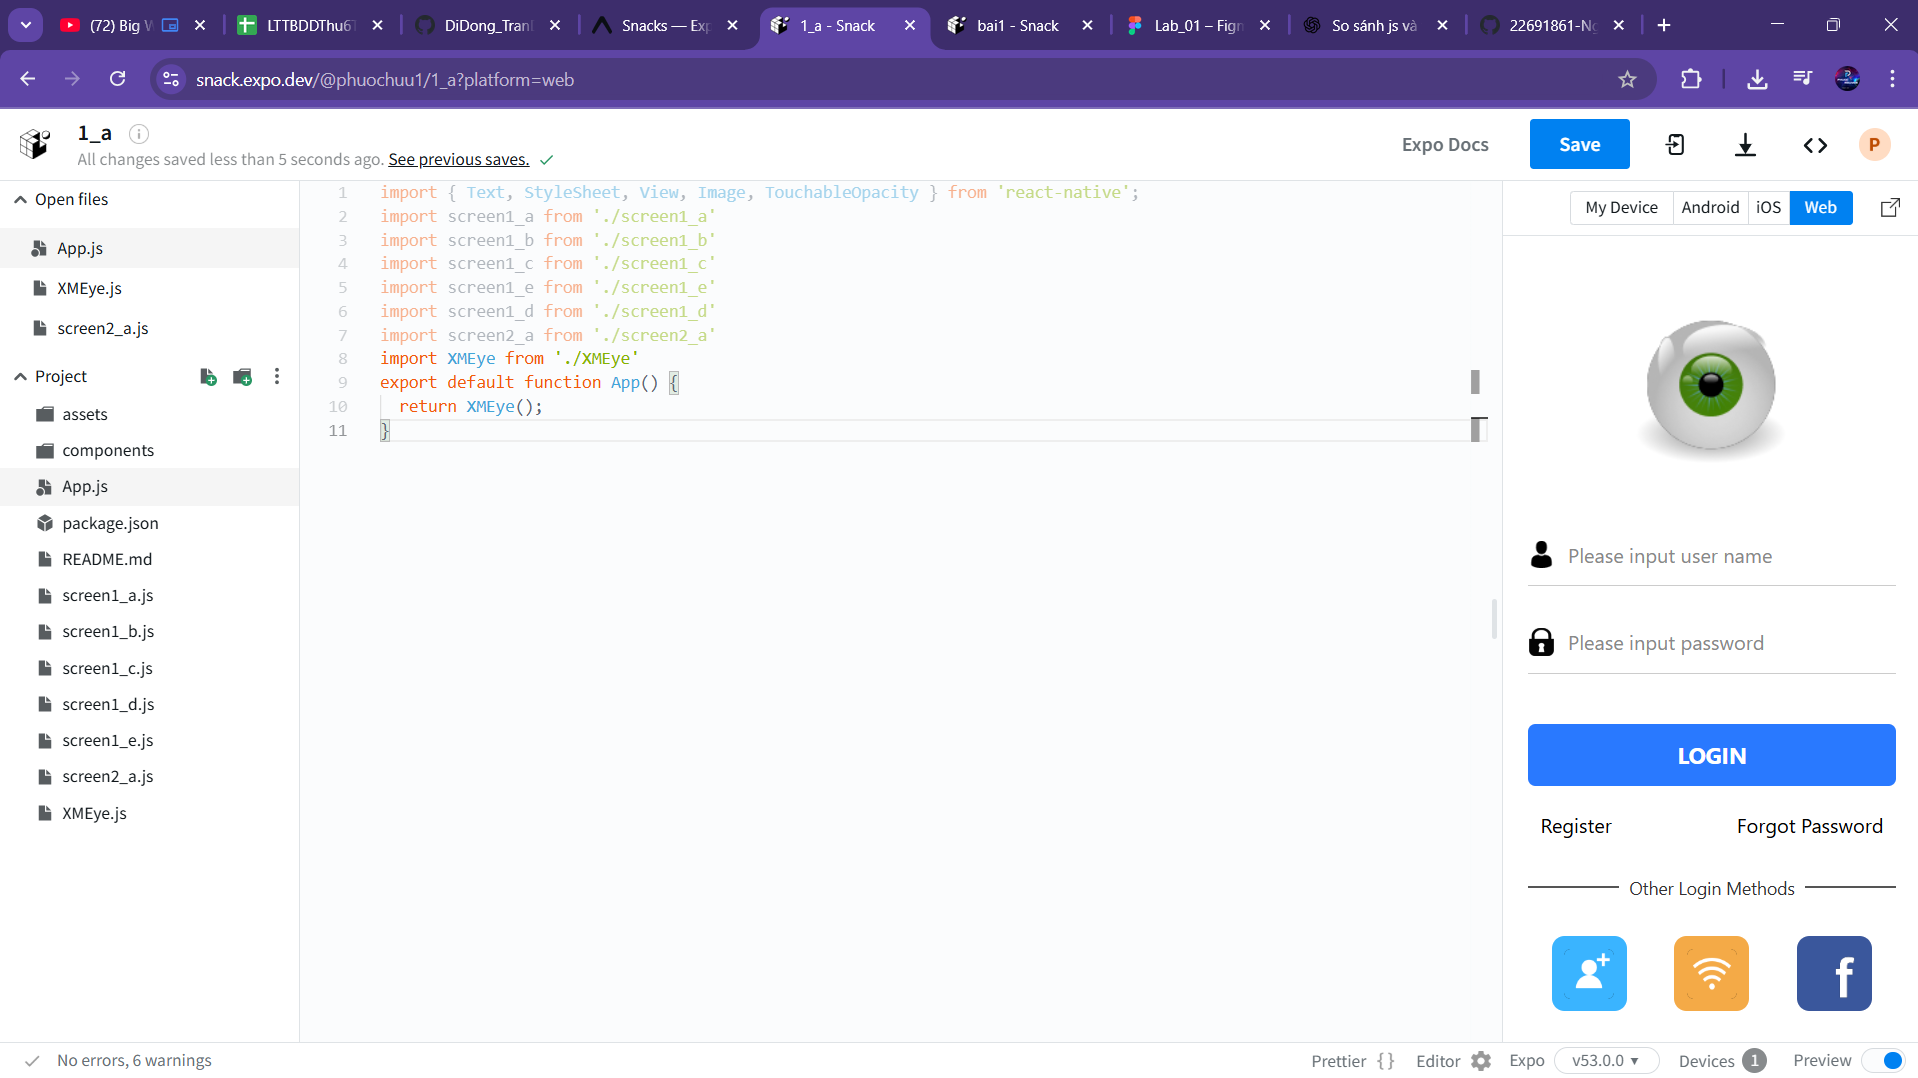 (72) Big W
LTTBDDThu6T
DiDong_Tran
Snacks — Exp
1_a - Snack
bai1 - Snack
Lab_01 – Figm
So sánh js và
22691861-Ng
snack.expo.dev/@phuochuu1/1_a?platform=web
1_a
All changes saved less than 5 seconds ago. See previous saves.
Expo Docs
Save
P
Open files
App.js
XMEye.js
screen2_a.js
Project
assets
components
App.js
package.json
README.md
screen1_a.js
screen1_b.js
screen1_c.js
screen1_d.js
screen1_e.js
screen2_a.js
XMEye.js
1 import { Text, StyleSheet, View, Image, TouchableOpacity } from 'react-native';
2 import screen1_a from './screen1_a'
3 import screen1_b from './screen1_b'
4 import screen1_c from './screen1_c'
5 import screen1_e from './screen1_e'
6 import screen1_d from './screen1_d'
7 import screen2_a from './screen2_a'
8 import XMEye from './XMEye'
9 export default function App() {
10 return XMEye();
11 }
My Device
Android
iOS
Web
Please input user name
Please input password
LOGIN
Register
Forgot Password
Other Login Methods
f
No errors, 6 warnings
Prettier {}
Editor
Expo
v53.0.0
Devices 1
Preview